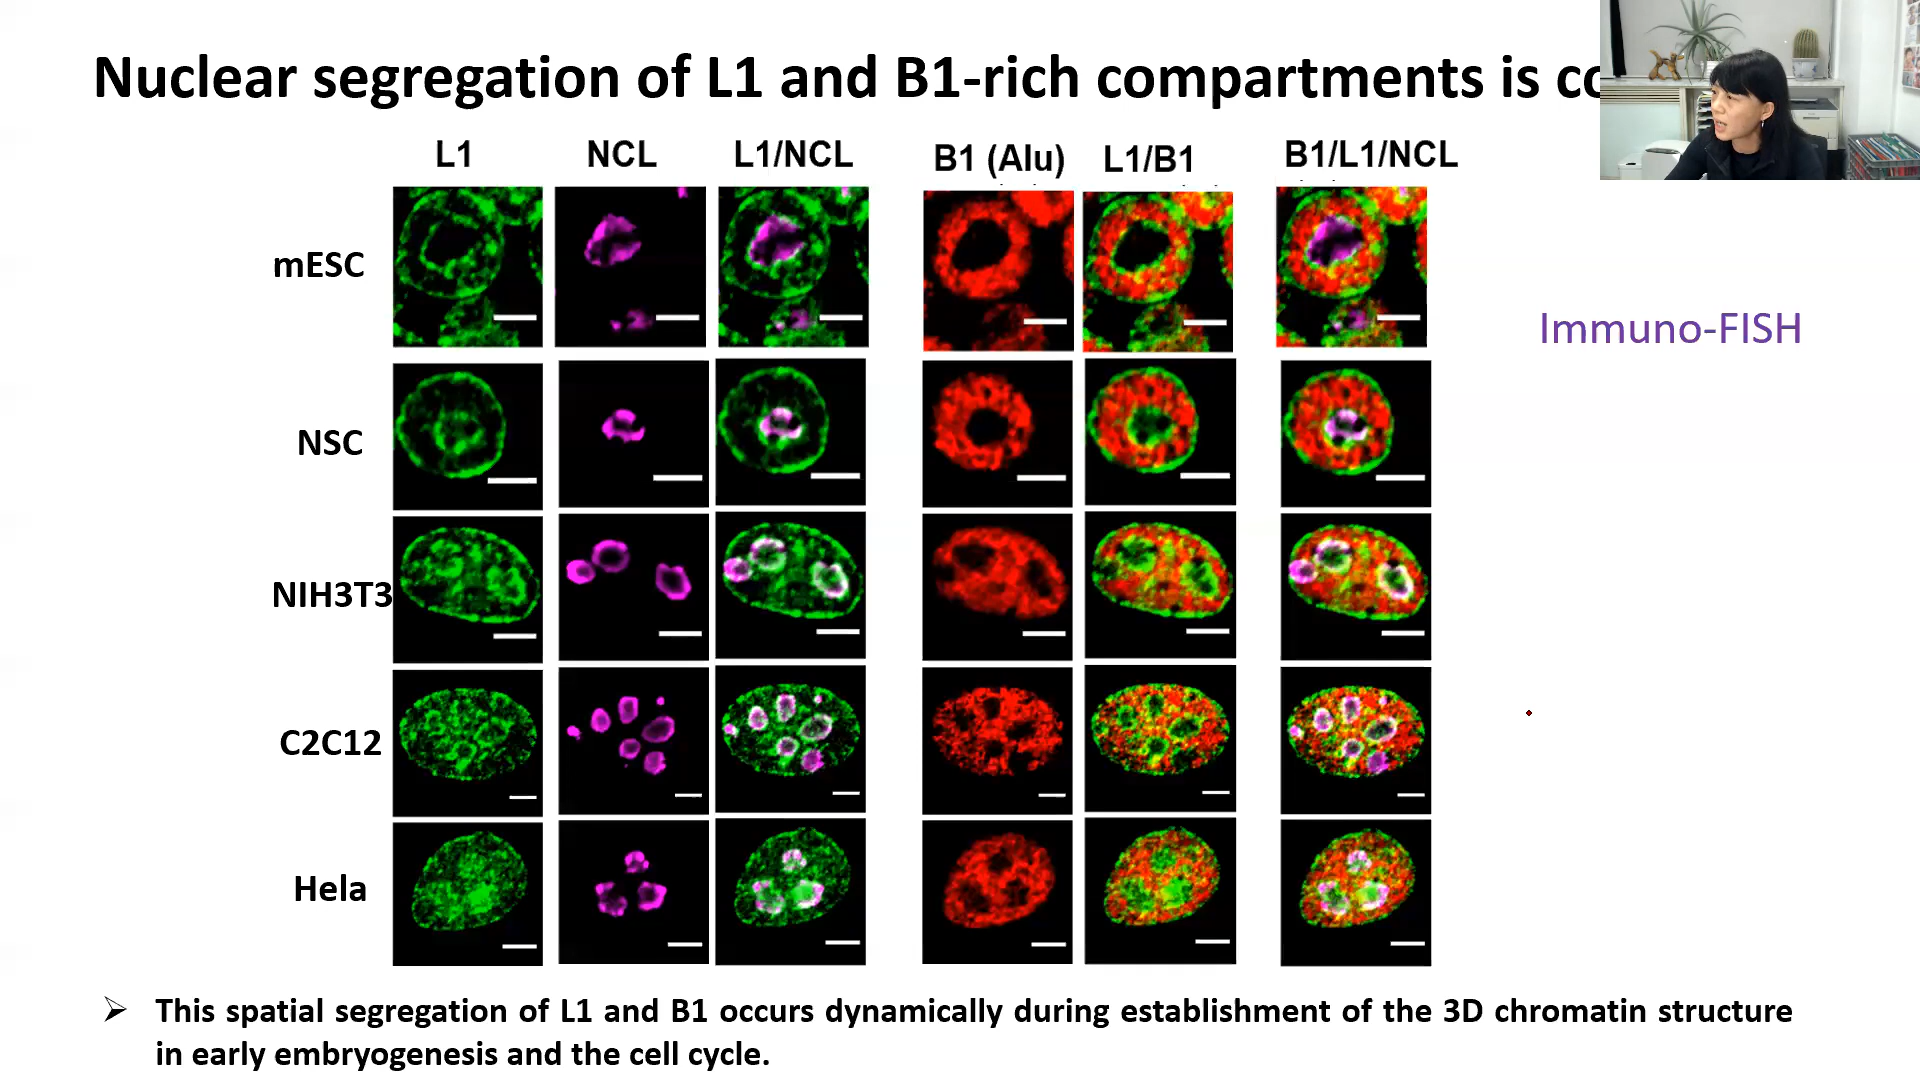 Nuclear segregation of L1 and B1-rich compartments is
L1 NCL L1/NCL B1 (Alu) L1/B1 B1/L1/NCL
mESC
Immuno-FISH
NSC
NIH3T3
C2C12
Hela
This spatial segregation of L1 and B1 occurs dynamically during establishment of the 3D chromatin structure
in early embryogenesis and the cell cycle.